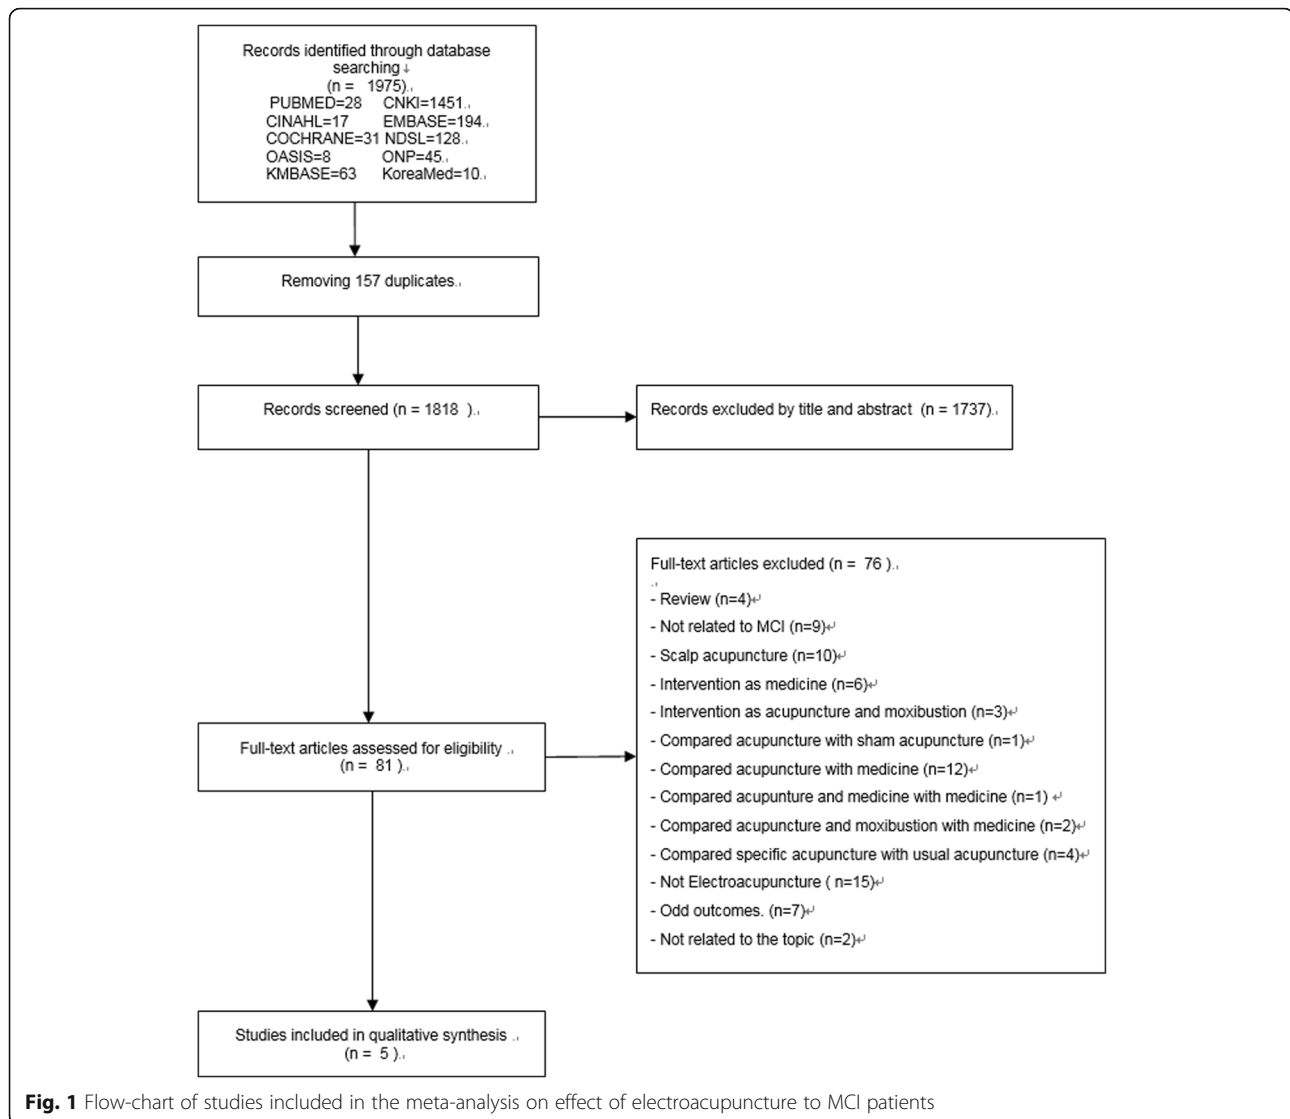 Records identified through database
searching↓
(n = 1975).
PUBMED=28 CNKI=1451.
CINAHL=17 EMBASE=194.
COCHRANE=31 NDSL=128.
OASIS=8 ONP=45.
KMBASE=63 KoreaMed=10.
Removing 157 duplicates.
Records screened (n = 1818 ).
Records excluded by title and abstract (n = 1737).
Full-text articles excluded (n = 76 ).
- Review (n=4)↵
- Not related to MCI (n=9)↵
- Scalp acupuncture (n=10)↵
- Intervention as medicine (n=6)↵
- Intervention as acupuncture and moxibustion (n=3)↵
- Compared acupuncture with sham acupuncture (n=1)↵
- Compared acupuncture with medicine (n=12)↵
- Compared acupunture and medicine with medicine (n=1) ↵
- Compared acupuncture and moxibustion with medicine (n=2)↵
- Compared specific acupuncture with usual acupuncture (n=4)↵
- Not Electroacupuncture ( n=15)↵
- Odd outcomes. (n=7)↵
- Not related to the topic (n=2)↵
Full-text articles assessed for eligibility .
(n = 81 ).
Studies included in qualitative synthesis .
(n = 5 ).
Fig. 1 Flow-chart of studies included in the meta-analysis on effect of electroacupuncture to MCI patients